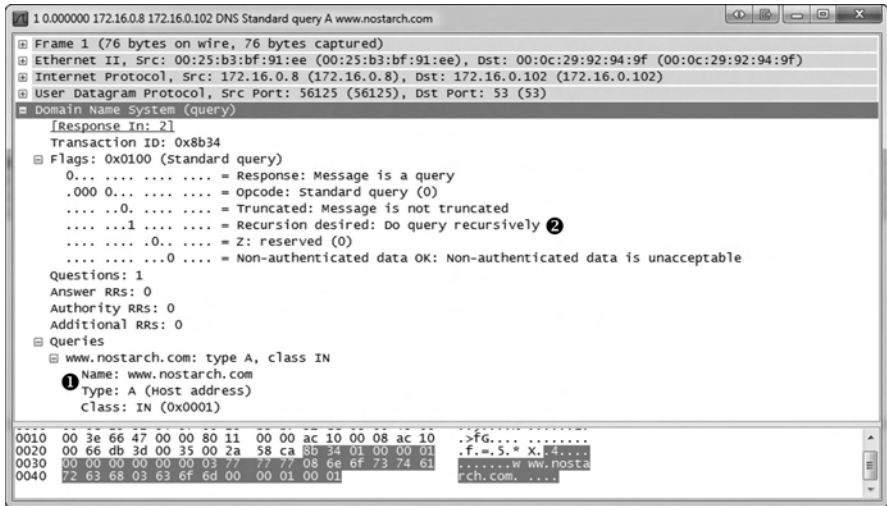 1 0.000000 172.16.0.8 172.16.0.102 DNS Standard query A www.nostarch.com
Frame 1 (76 bytes on wire, 76 bytes captured)
Ethernet II, Src: 00:25:b3:bf:91:ee (00:25:b3:bf:91:ee), Dst: 00:0c:29:92:94:9f (00:0c:29:92:94:9f)
Internet Protocol, Src: 172.16.0.8 (172.16.0.8), Dst: 172.16.0.102 (172.16.0.102)
User Datagram Protocol, Src Port: 56125 (56125), Dst Port: 53 (53)
Domain Name System (query)
[Response In: 2]
Transaction ID: 0x8b34
Flags: 0x0100 (Standard query)
0... .... .... .... = Response: Message is a query
.000 0... .... .... = Opcode: Standard query (0)
.... ..0. .... .... = Truncated: Message is not truncated
.... ...1 .... .... = Recursion desired: Do query recursively ❷
.... .... .0.. .... = Z: reserved (0)
.... .... ...0 .... = Non-authenticated data OK: Non-authenticated data is unacceptable
Questions: 1
Answer RRs: 0
Authority RRs: 0
Additional RRs: 0
Queries
www.nostarch.com: type A, class IN
❶ Name: www.nostarch.com
Type: A (Host address)
Class: IN (0x0001)
0010 00 3e 66 47 00 00 80 11 00 00 ac 10 00 08 ac 10 .>fG.... ........
0020 00 66 db 3d 00 35 00 2a 58 ca 8b 34 01 00 00 01 .f.=.5.* X..4....
0030 00 00 00 00 00 00 03 77 77 77 08 6e 6f 73 74 61 .......w ww.nosta
0040 72 63 68 03 63 6f 6d 00 00 01 00 01 rch.com. ....